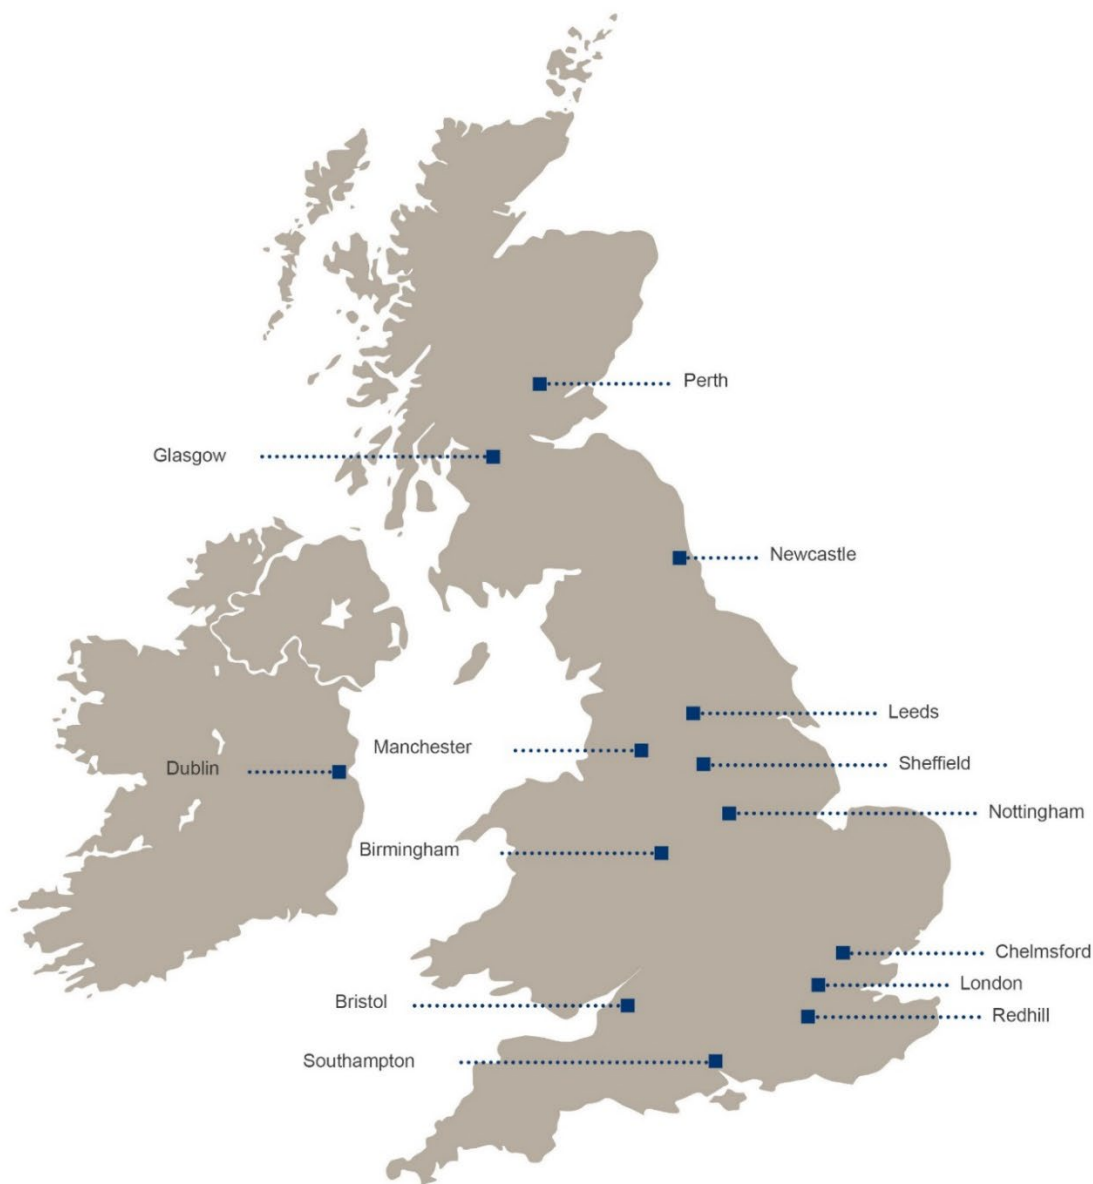 Perth
Glasgow
Newcastle
Leeds
Manchester
Sheffield
Dublin
Nottingham
Birmingham
Chelmsford
London
Bristol
Redhill
Southampton